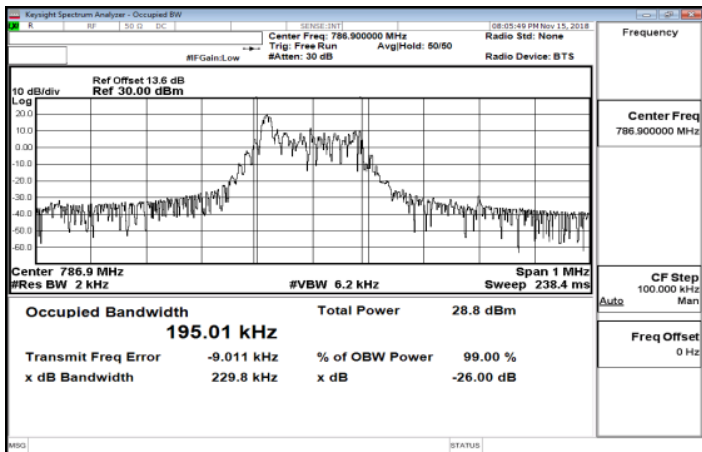 Keysight Spectrum Analyzer - Occupied BW
R RF 50 Ω DC SENSE:INT 08:05:49 PM Nov 15, 2018
Center Freq: 786.900000 MHz Radio Std: None
Trig: Free Run Avg|Hold: 50/50
#IFGain:Low #Atten: 30 dB Radio Device: BTS
Ref Offset 13.6 dB
10 dB/div Ref 30.00 dBm
Log
20.0
10.0
0.00
-10.0
-20.0
-30.0
-40.0
-50.0
-60.0
Center 786.9 MHz Span 1 MHz
#Res BW 2 kHz #VBW 6.2 kHz Sweep 238.4 ms
Occupied Bandwidth Total Power 28.8 dBm
195.01 kHz
Transmit Freq Error -9.011 kHz % of OBW Power 99.00 %
x dB Bandwidth 229.8 kHz x dB -26.00 dB
MSG STATUS
Frequency
Center Freq
786.900000 MHz
CF Step
100.000 kHz
Auto Man
Freq Offset
0 Hz